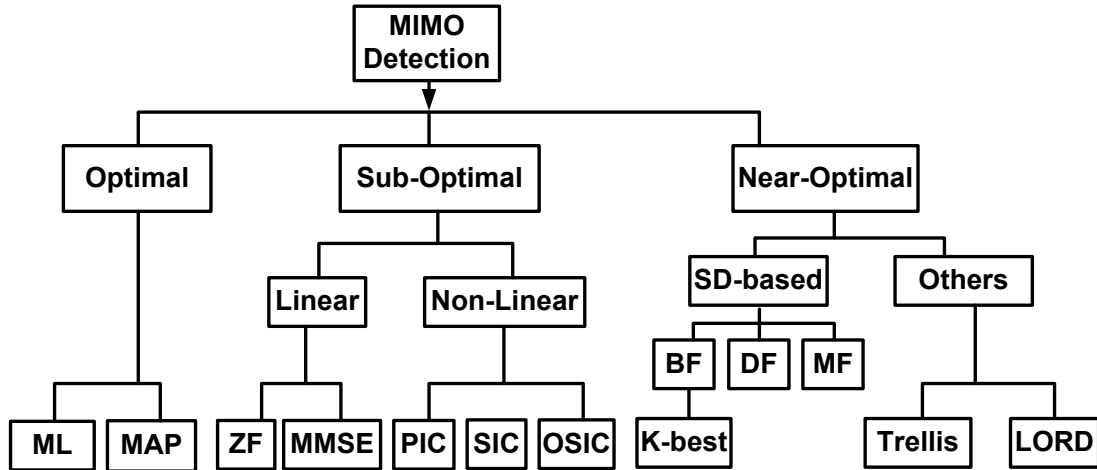 MIMO
Detection
Optimal
Sub-Optimal
Near-Optimal
Linear
Non-Linear
SD-based
Others
BF
DF
MF
ML
MAP
ZF
MMSE
PIC
SIC
OSIC
K-best
Trellis
LORD